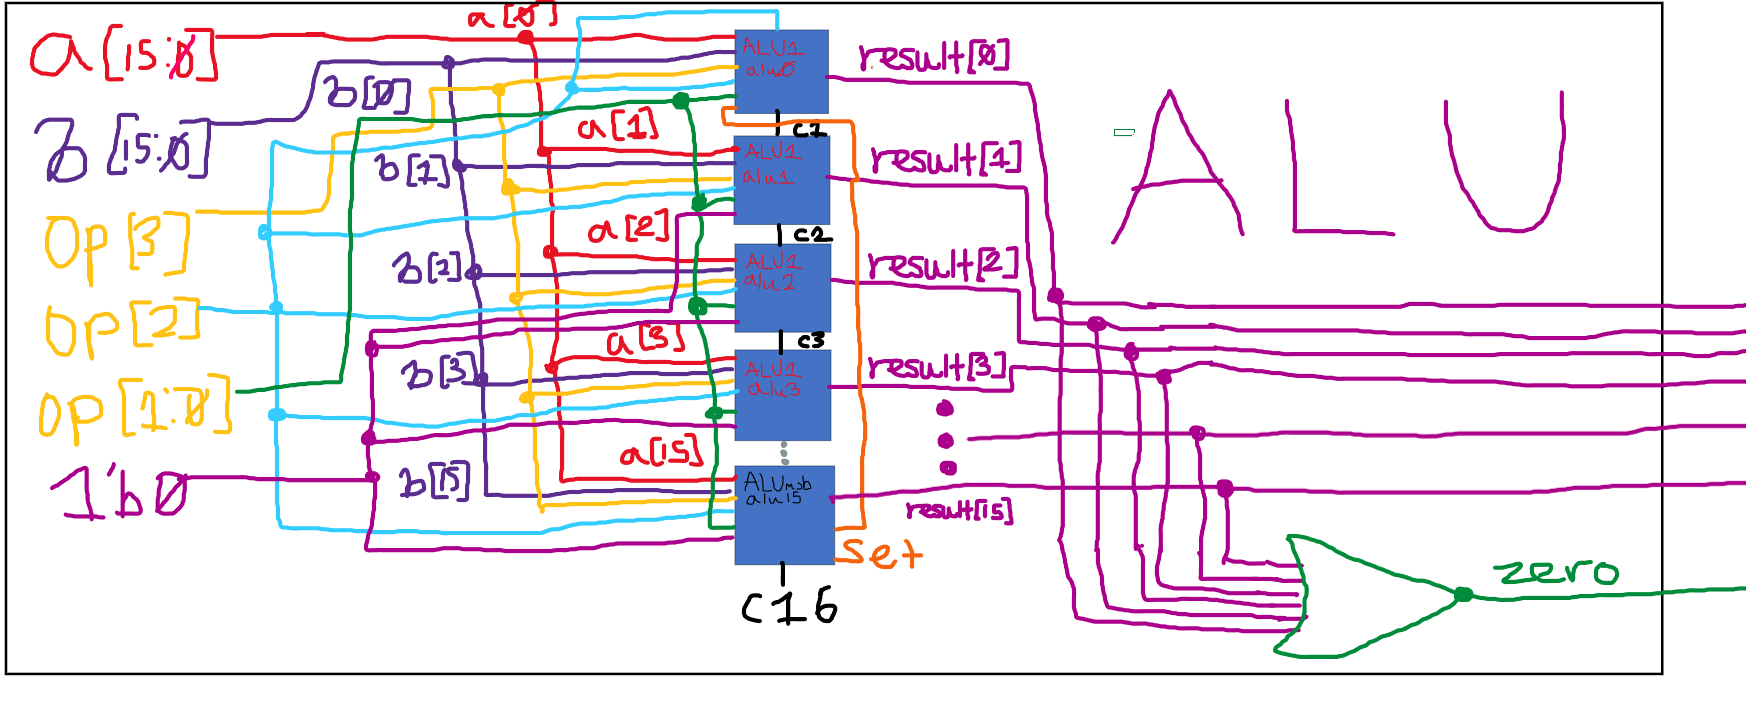 a[15:0]
b[15:0]
op[3]
op[2]
op[1:0]
1'b0
a[0]
b[0]
a[1]
b[1]
a[2]
b[2]
a[3]
b[3]
a[15]
b[15]
ALU1
alu0
c1
ALU1
alu1
c2
ALU1
alu2
c3
ALU1
alu3
ALUmsb
alu15
set
C16
result[0]
result[1]
result[2]
result[3]
result[15]
ALU
zero